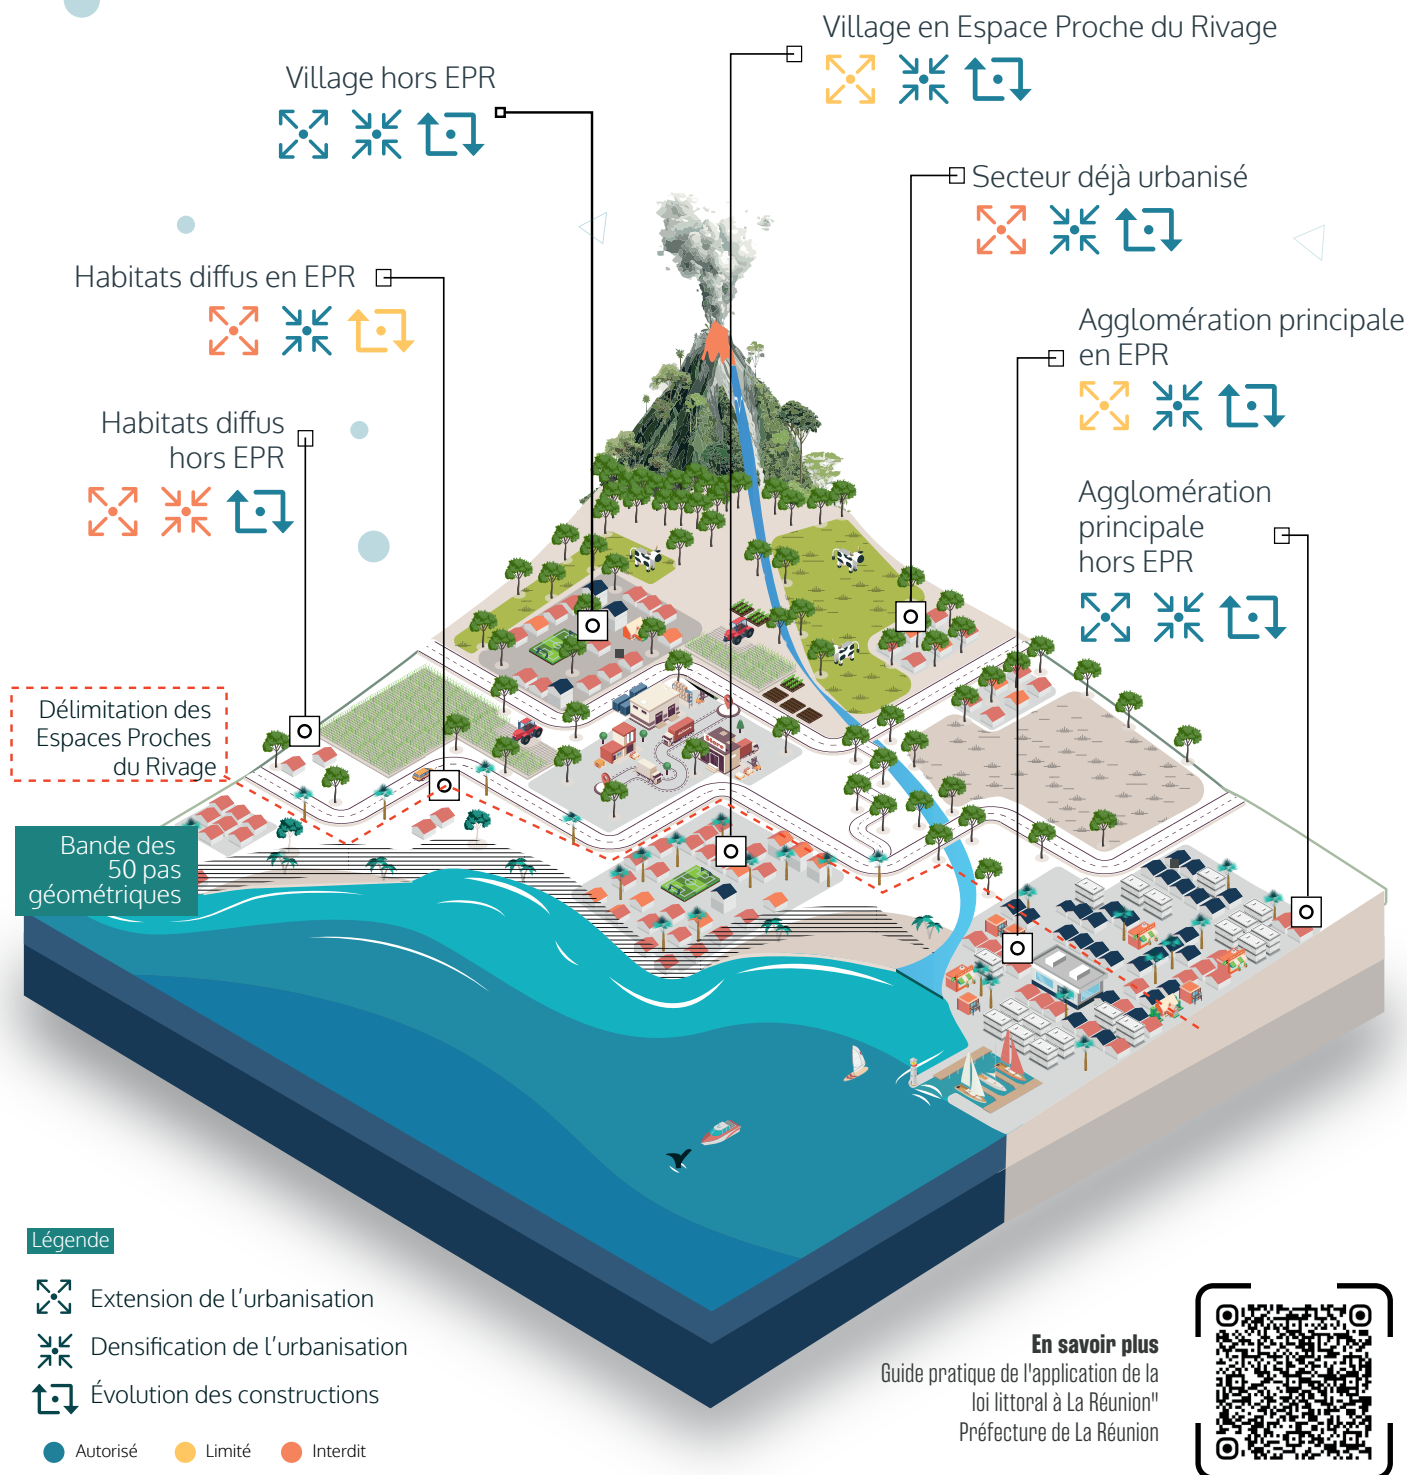 Village en Espace Proche du Rivage
Village hors EPR
Secteur déjà urbanisé
Habitats diffus en EPR
Agglomération principale
en EPR
Habitats diffus
hors EPR
Agglomération
principale
hors EPR
Délimitation des
Espaces Proches
du Rivage
Bande des
50 pas
géométriques
Légende
Extension de l'urbanisation
Densification de l'urbanisation
Évolution des constructions
Autorisé
Limité
Interdit
En savoir plus
Guide pratique de l'application de la
loi littoral à La Réunion"
Préfecture de La Réunion